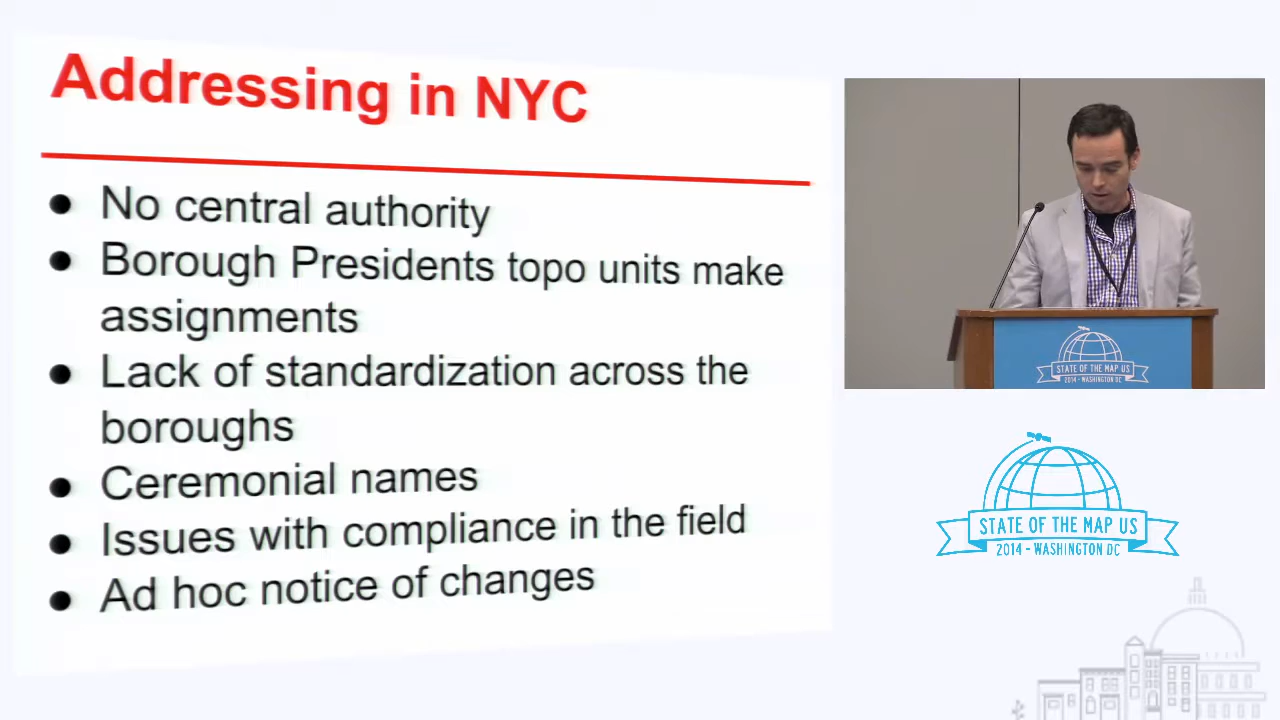 Addressing in NYC
● No central authority
● Borough Presidents topo units make
assignments
● Lack of standardization across the
boroughs
● Ceremonial names
● Issues with compliance in the field
● Ad hoc notice of changes
STATE OF THE MAP US
2014 - WASHINGTON DC
STATE OF THE MAP US
2014 - WASHINGTON DC